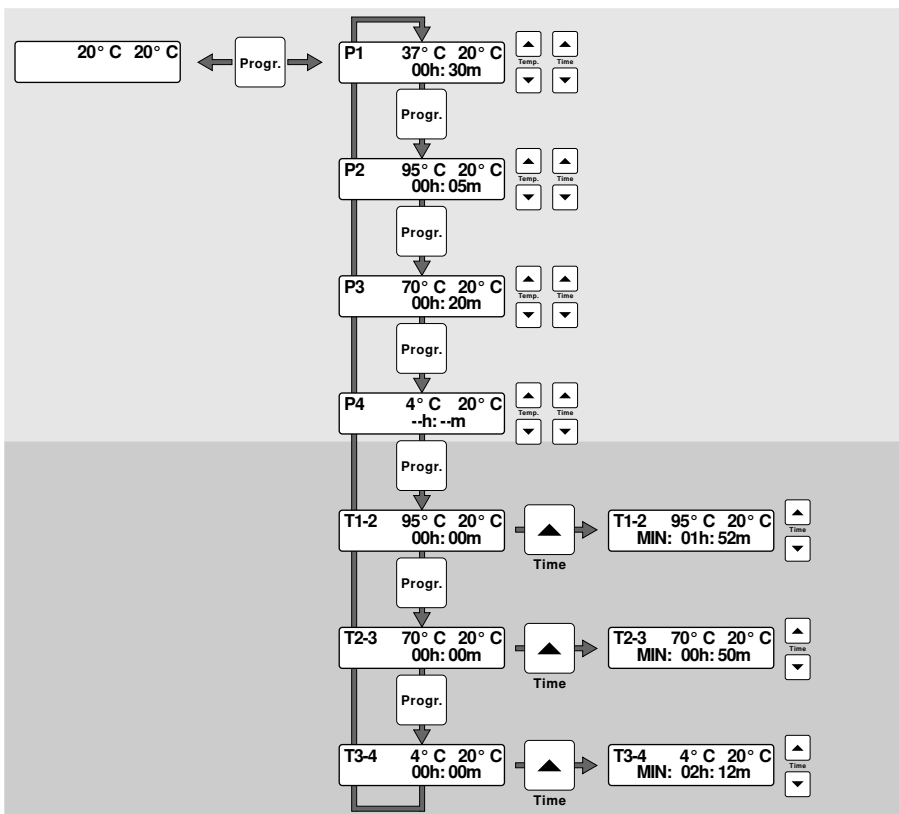 20° C 20° C
Progr.
P1 37° C 20° C
00h: 30m
Temp. Time
Progr.
P2 95° C 20° C
00h: 05m
Temp. Time
Progr.
P3 70° C 20° C
00h: 20m
Temp. Time
Progr.
P4 4° C 20° C
--h: --m
Temp. Time
Progr.
T1-2 95° C 20° C
00h: 00m
Time
T1-2 95° C 20° C
MIN: 01h: 52m
Time
Progr.
T2-3 70° C 20° C
00h: 00m
Time
T2-3 70° C 20° C
MIN: 00h: 50m
Time
Progr.
T3-4 4° C 20° C
00h: 00m
Time
T3-4 4° C 20° C
MIN: 02h: 12m
Time